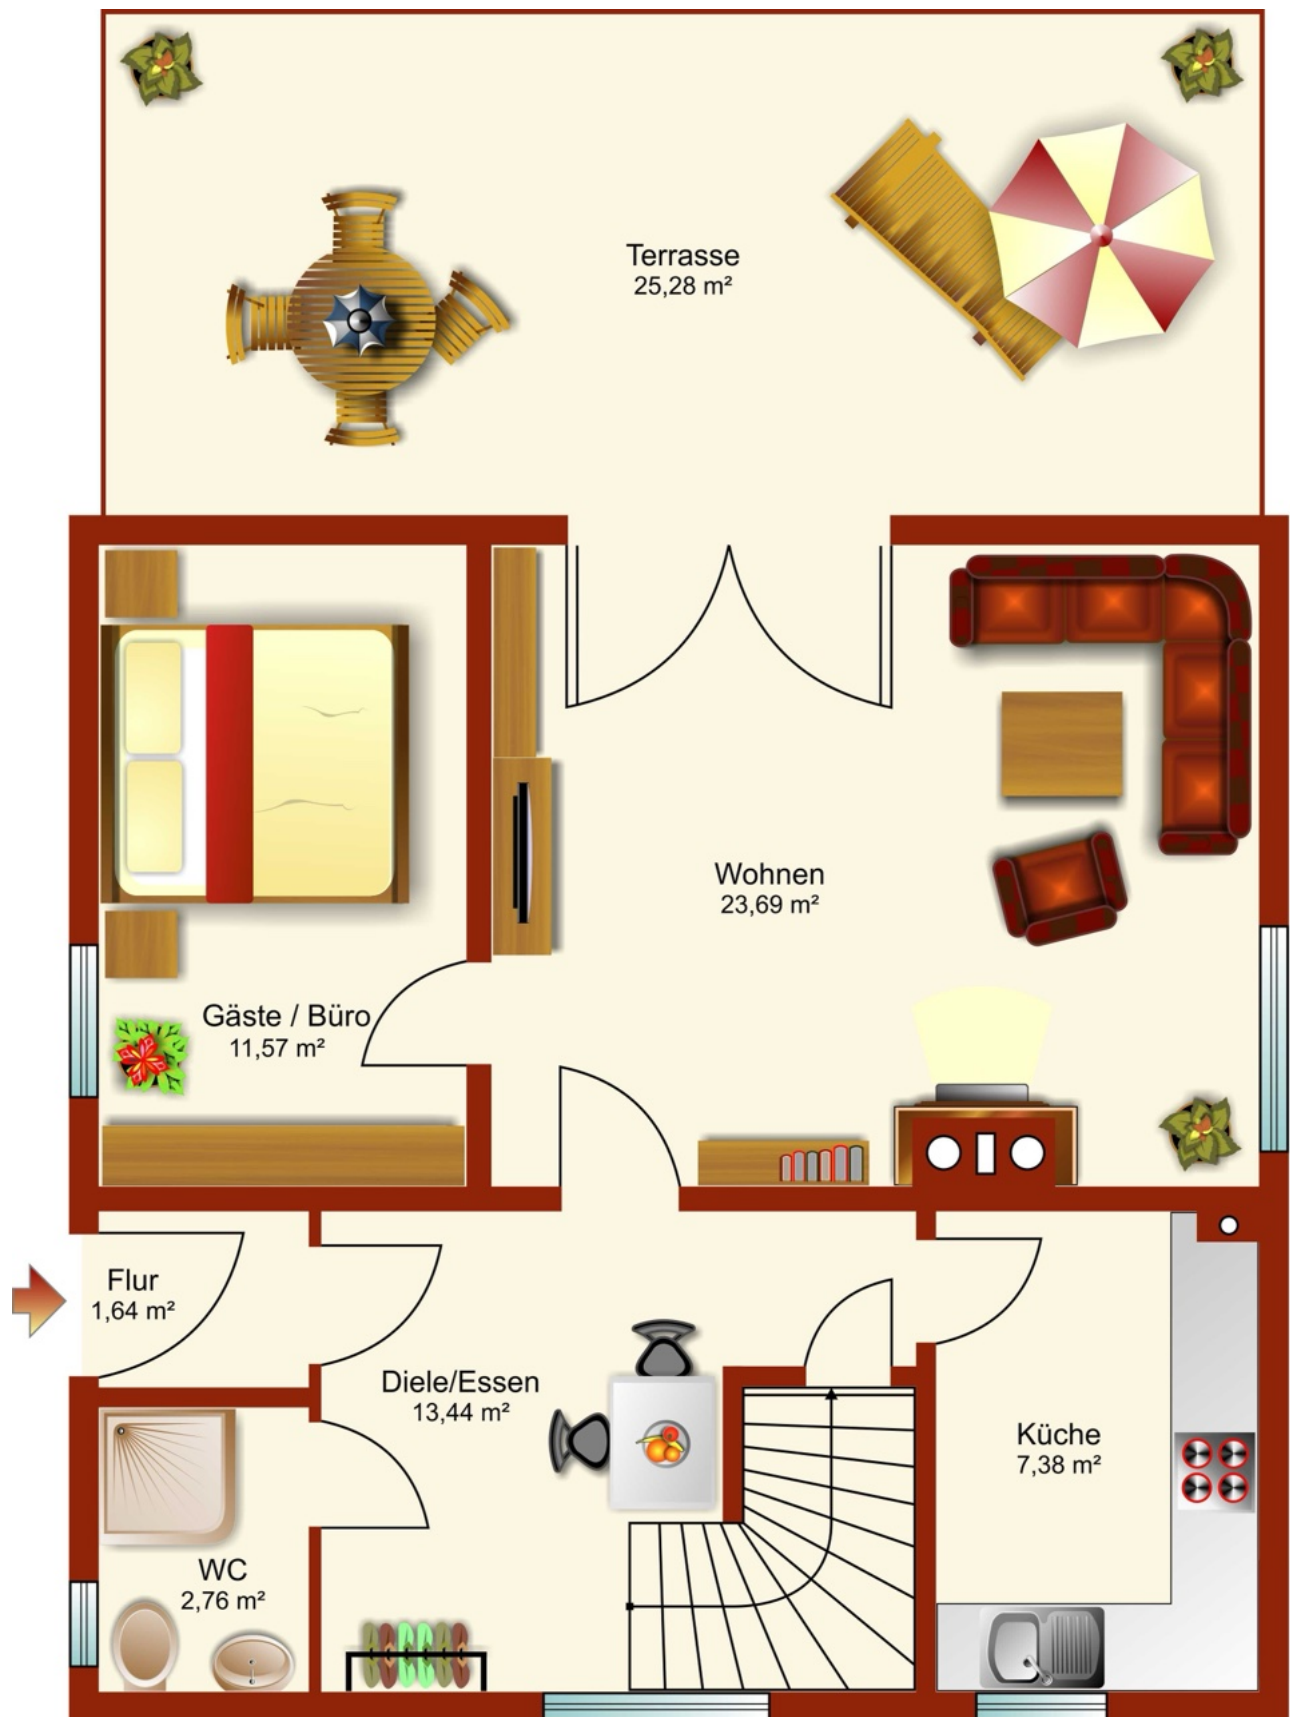 Terrasse
25,28 m²
Wohnen
23,69 m²
Gäste / Büro
11,57 m²
Flur
1,64 m²
Diele/Essen
13,44 m²
Küche
7,38 m²
WC
2,76 m²